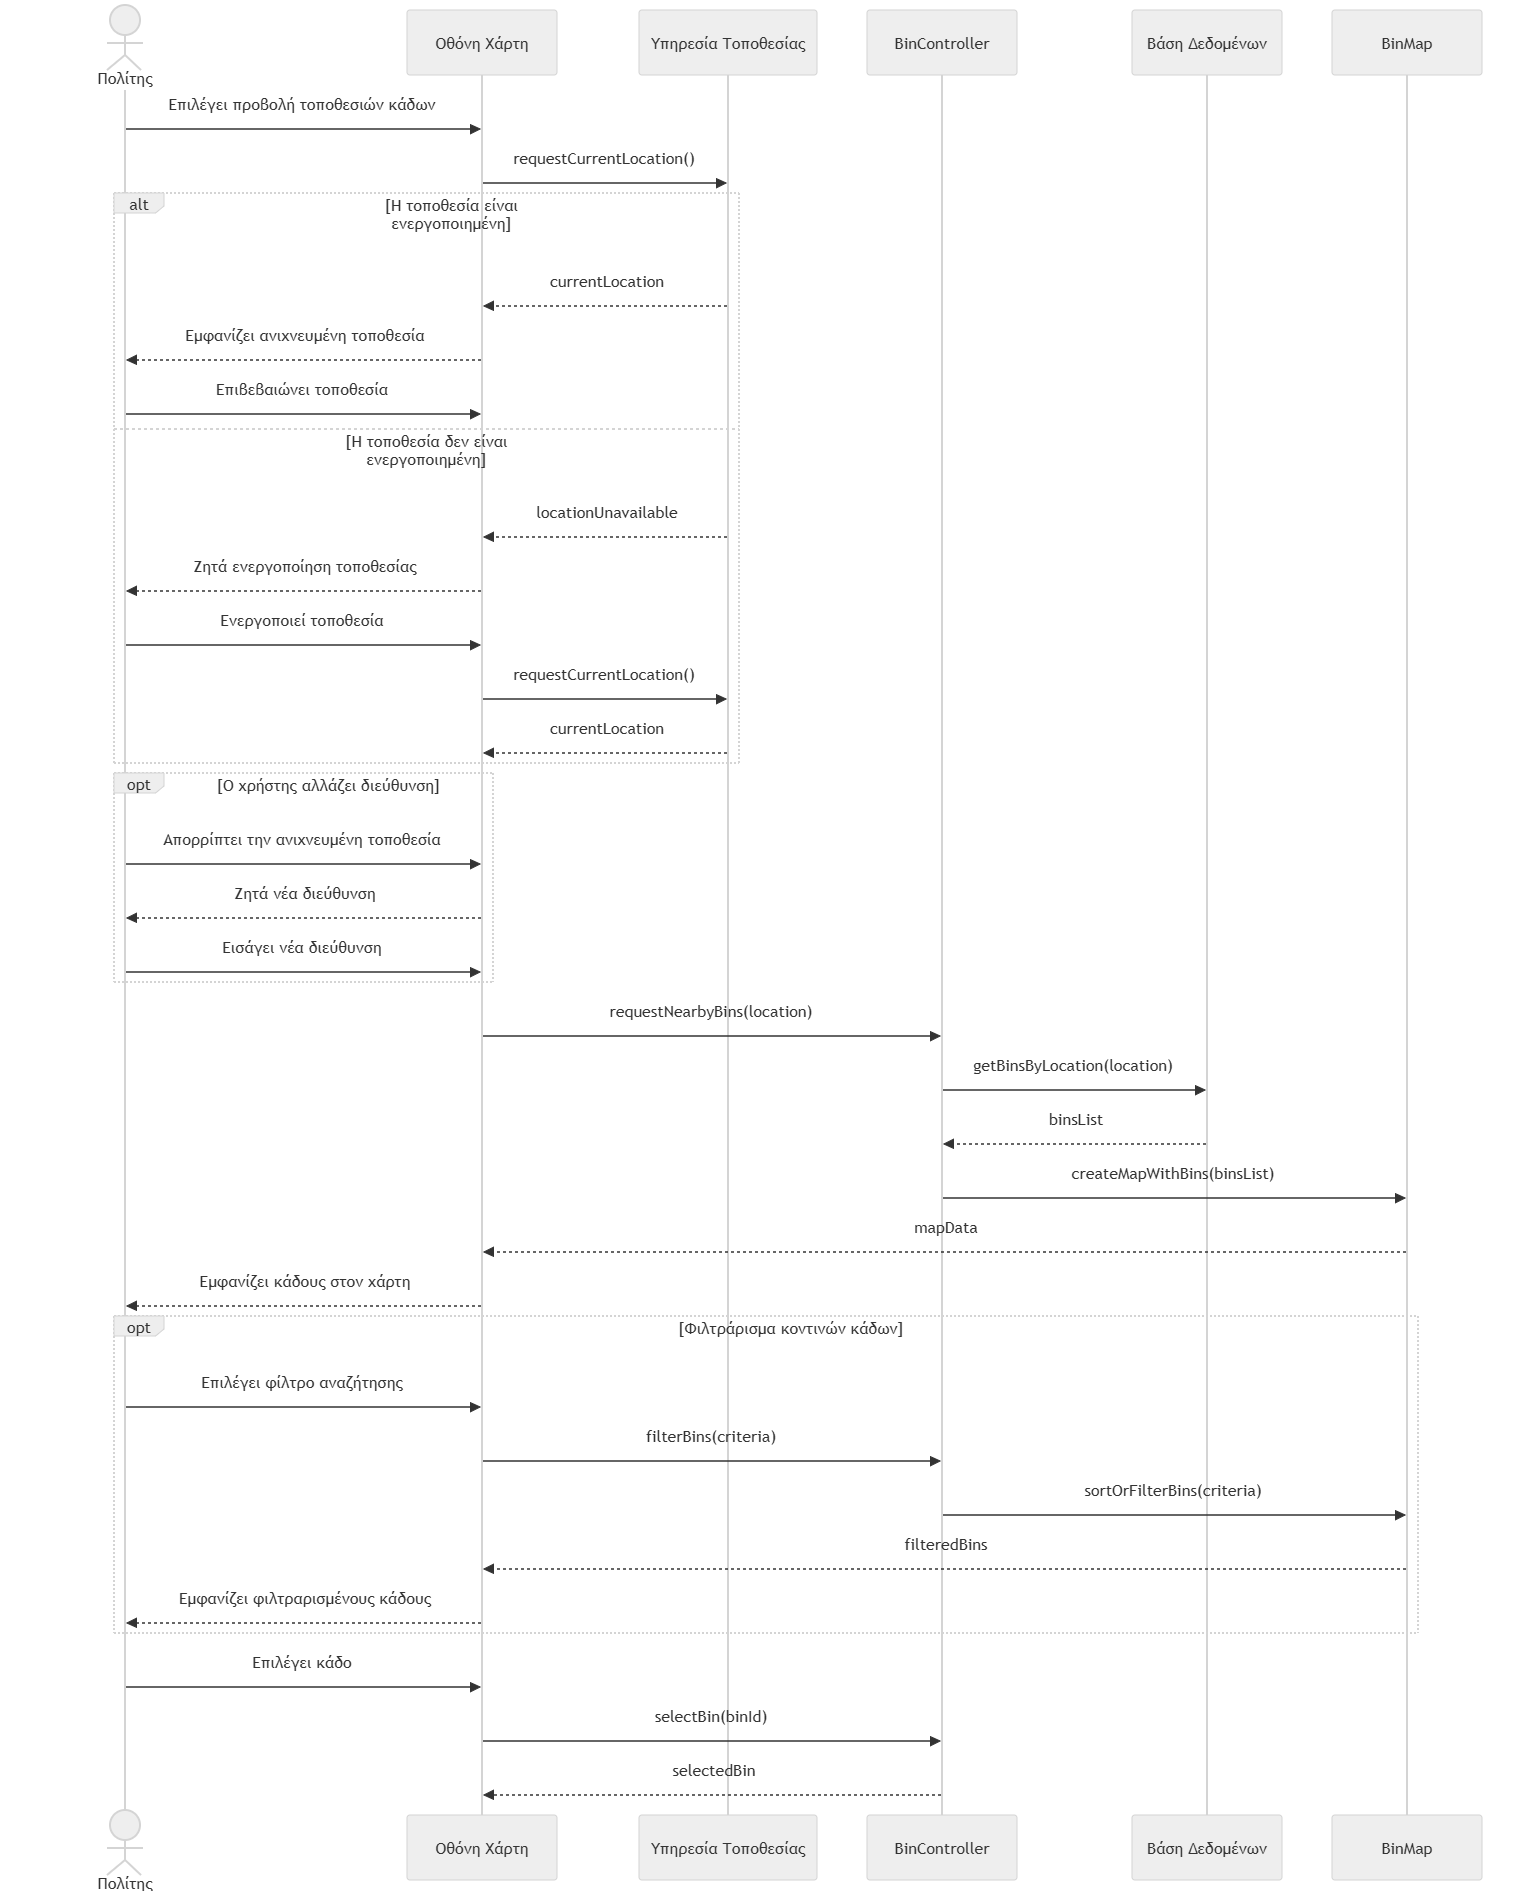 Πολίτης
Οθόνη Χάρτη
Υπηρεσία Τοποθεσίας
BinController
Βάση Δεδομένων
BinMap
Επιλέγει προβολή τοποθεσιών κάδων
requestCurrentLocation()
alt
[Η τοποθεσία είναι
ενεργοποιημένη]
currentLocation
Εμφανίζει ανιχνευμένη τοποθεσία
Επιβεβαιώνει τοποθεσία
[Η τοποθεσία δεν είναι
ενεργοποιημένη]
locationUnavailable
Ζητά ενεργοποίηση τοποθεσίας
Ενεργοποιεί τοποθεσία
requestCurrentLocation()
currentLocation
opt
[Ο χρήστης αλλάζει διεύθυνση]
Απορρίπτει την ανιχνευμένη τοποθεσία
Ζητά νέα διεύθυνση
Εισάγει νέα διεύθυνση
requestNearbyBins(location)
getBinsByLocation(location)
binsList
createMapWithBins(binsList)
mapData
Εμφανίζει κάδους στον χάρτη
opt
[Φιλτράρισμα κοντινών κάδων]
Επιλέγει φίλτρο αναζήτησης
filterBins(criteria)
sortOrFilterBins(criteria)
filteredBins
Εμφανίζει φιλτραρισμένους κάδους
Επιλέγει κάδο
selectBin(binId)
selectedBin
Πολίτης
Οθόνη Χάρτη
Υπηρεσία Τοποθεσίας
BinController
Βάση Δεδομένων
BinMap